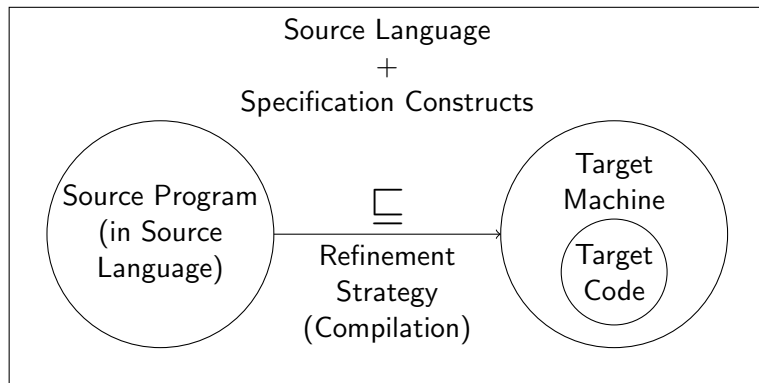 Source Language
+
Specification Constructs
Source Program
(in Source
Language)
⊑
Refinement
Strategy
(Compilation)
Target
Machine
Target
Code